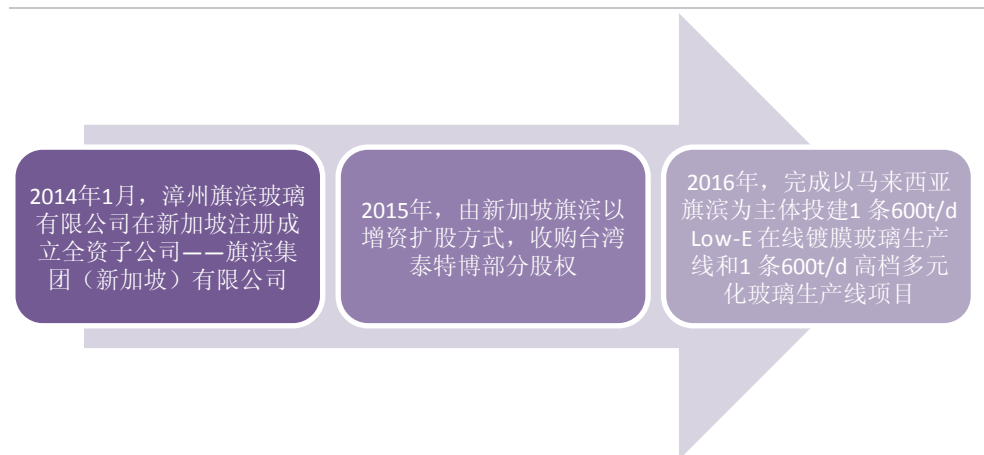 2014年1月，漳州旗滨玻璃
有限公司在新加坡注册成
立全资子公司——旗滨集
团（新加坡）有限公司
2015年，由新加坡旗滨以
增资扩股方式，收购台湾
泰特博部分股权
2016年，完成以马来西亚
旗滨为主体投建1 条600t/d
Low-E 在线镀膜玻璃生产
线和1 条600t/d 高档多元
化玻璃生产线项目